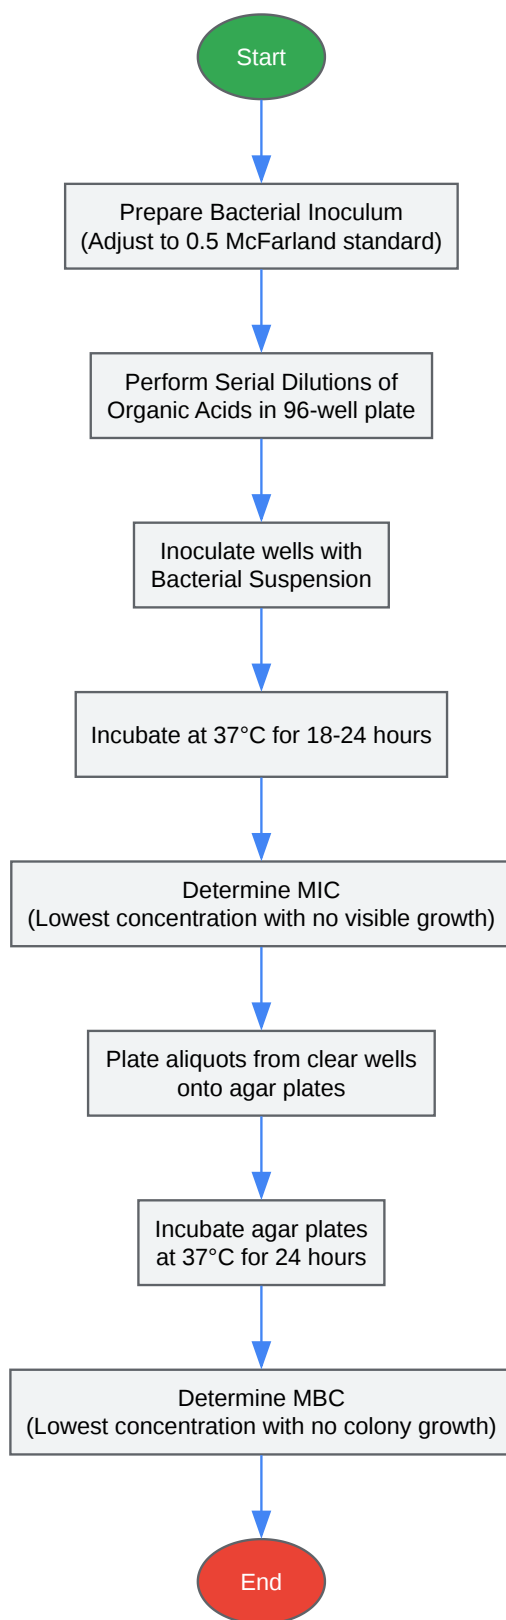 Start
Prepare Bacterial Inoculum
(Adjust to 0.5 McFarland standard)
Perform Serial Dilutions of
Organic Acids in 96-well plate
Inoculate wells with
Bacterial Suspension
Incubate at 37°C for 18-24 hours
Determine MIC
(Lowest concentration with no visible growth)
Plate aliquots from clear wells
onto agar plates
Incubate agar plates
at 37°C for 24 hours
Determine MBC
(Lowest concentration with no colony growth)
End